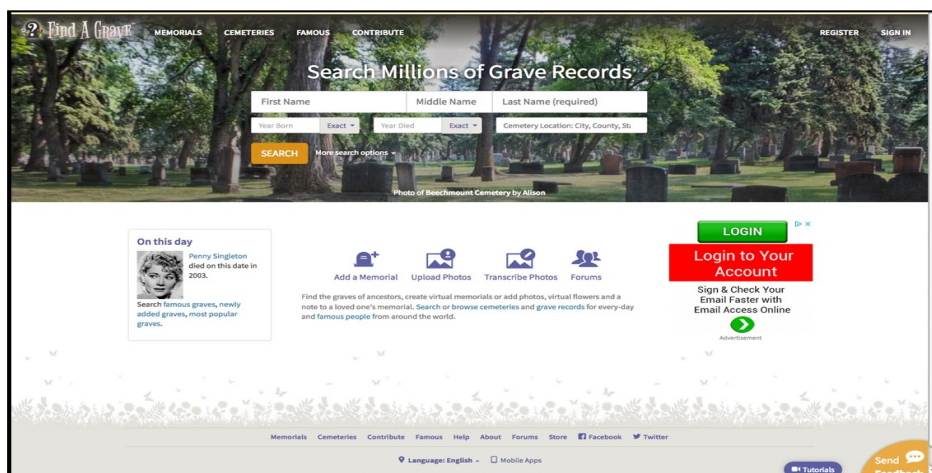 Find A Grave
MEMORIALS CEMETERIES FAMOUS CONTRIBUTE REGISTER SIGN IN
Search Millions of Grave Records
First Name Middle Name Last Name (required)
Year Born Exact Year Died Exact Cemetery Location: City, County, St
SEARCH More search options
Photo of Beechmount Cemetery by Alison
On this day
Penny Singleton
died on this date in
2003.
Search famous graves, newly
added graves, most popular
graves.
Add a Memorial Upload Photos Transcribe Photos Forums
Find the graves of ancestors, create virtual memorials or add photos, virtual flowers and a
note to a loved one's memorial. Search or browse cemeteries and grave records for every-day
and famous people from around the world.
LOGIN
Login to Your
Account
Sign & Check Your
Email Faster with
Email Access Online
Advertisement
Memorials Cemeteries Contribute Famous Help About Forums Store Facebook Twitter
Language: English Mobile Apps
Tutorials
Send
Feedback